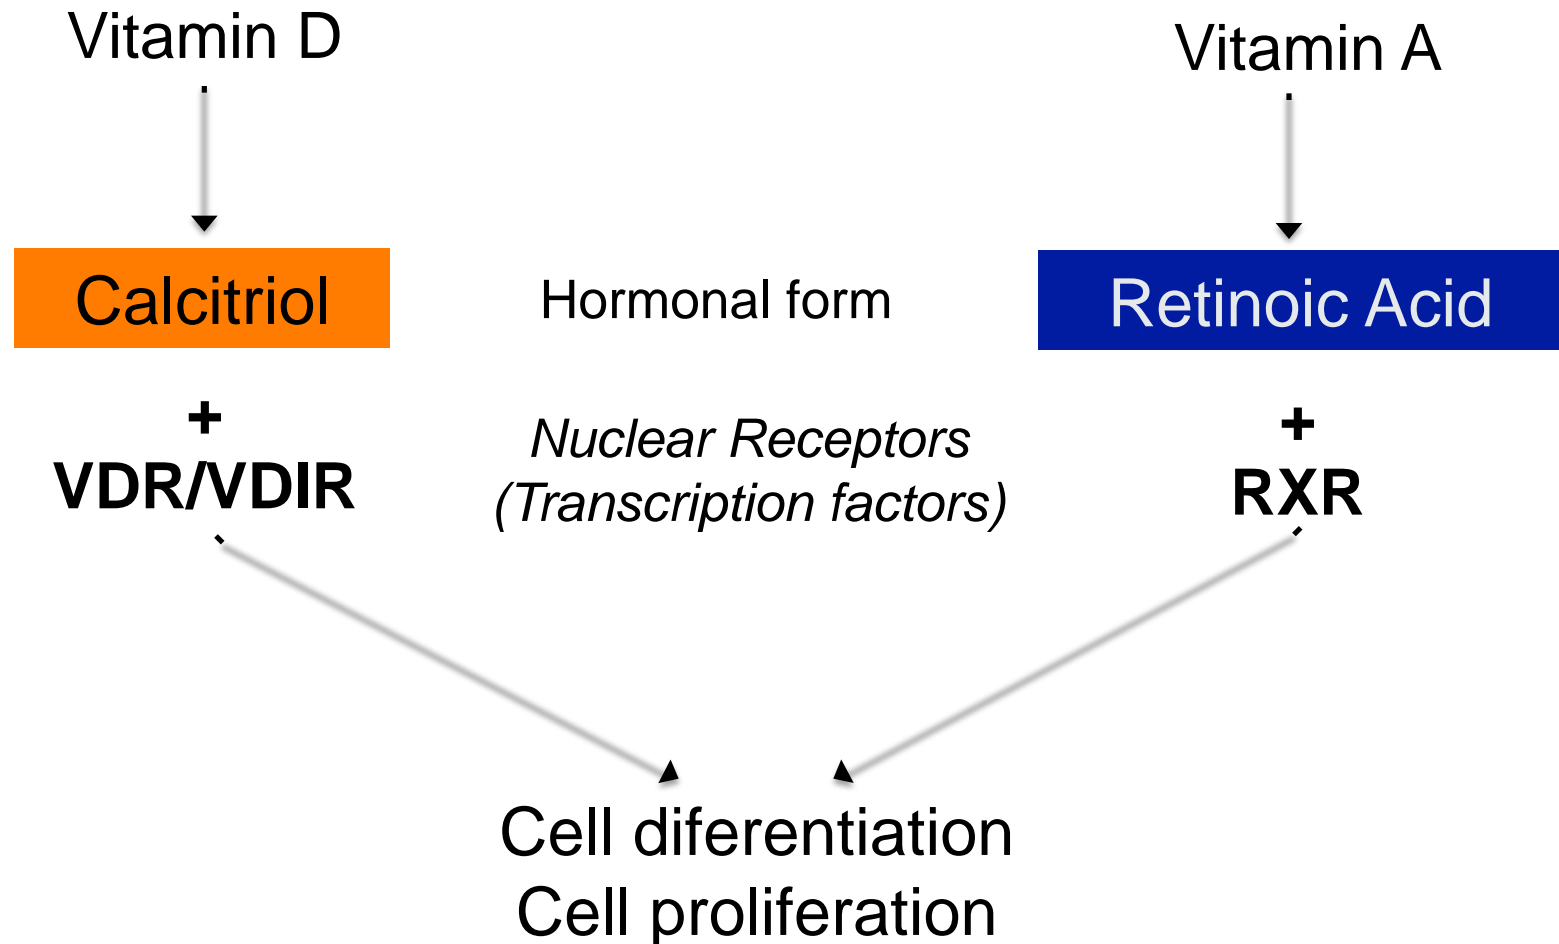 Vitamin D
Vitamin A
Calcitriol
Hormonal form
Retinoic Acid
+
VDR/VDIR
Nuclear Receptors
(Transcription factors)
+
RXR
Cell diferentiation
Cell proliferation